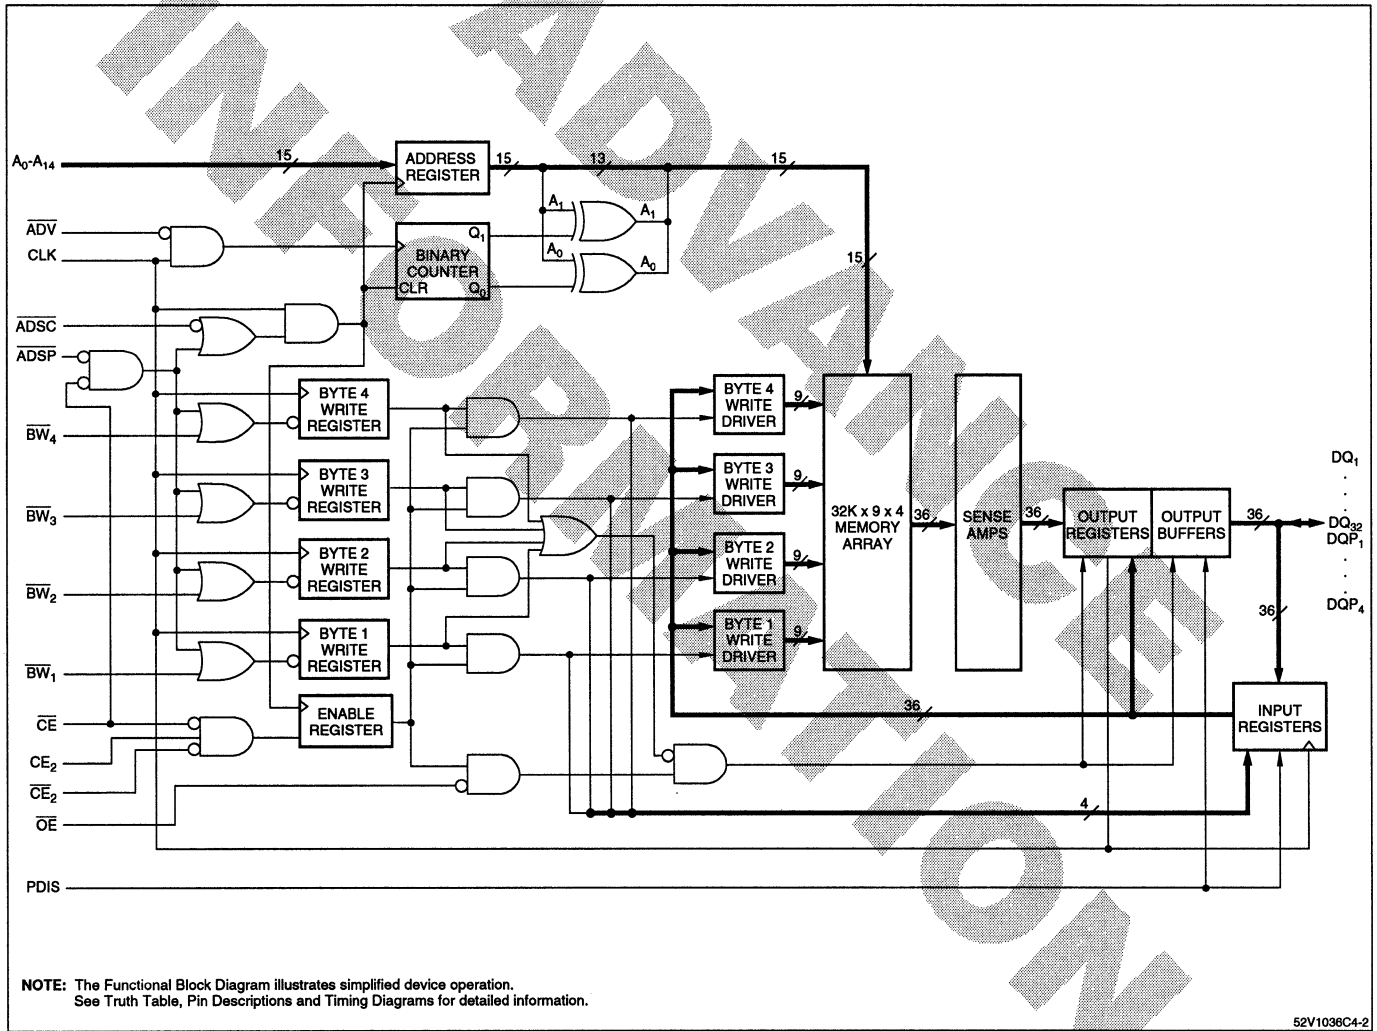 ADVANCE
INFORMATION
A0-A14
15
ADDRESS
REGISTER
15
13
15
A1
A1
A0
A0
ADV
CLK
Q1
BINARY
COUNTER
CLR
Q0
15
ADSC
ADSP
BW4
BYTE 4
WRITE
REGISTER
BYTE 4
WRITE
DRIVER
9
BW3
BYTE 3
WRITE
REGISTER
BYTE 3
WRITE
DRIVER
9
BW2
BYTE 2
WRITE
REGISTER
BYTE 2
WRITE
DRIVER
9
BW1
BYTE 1
WRITE
REGISTER
BYTE 1
WRITE
DRIVER
9
32K x 9 x 4
MEMORY
ARRAY
36
SENSE
AMPS
36
OUTPUT
REGISTERS
OUTPUT
BUFFERS
36
DQ1
.
.
.
DQ32
DQP1
.
.
.
DQP4
36
INPUT
REGISTERS
36
CE
CE2
CE2
OE
ENABLE
REGISTER
4
PDIS
NOTE: The Functional Block Diagram illustrates simplified device operation.
See Truth Table, Pin Descriptions and Timing Diagrams for detailed information.
52V1036C4-2